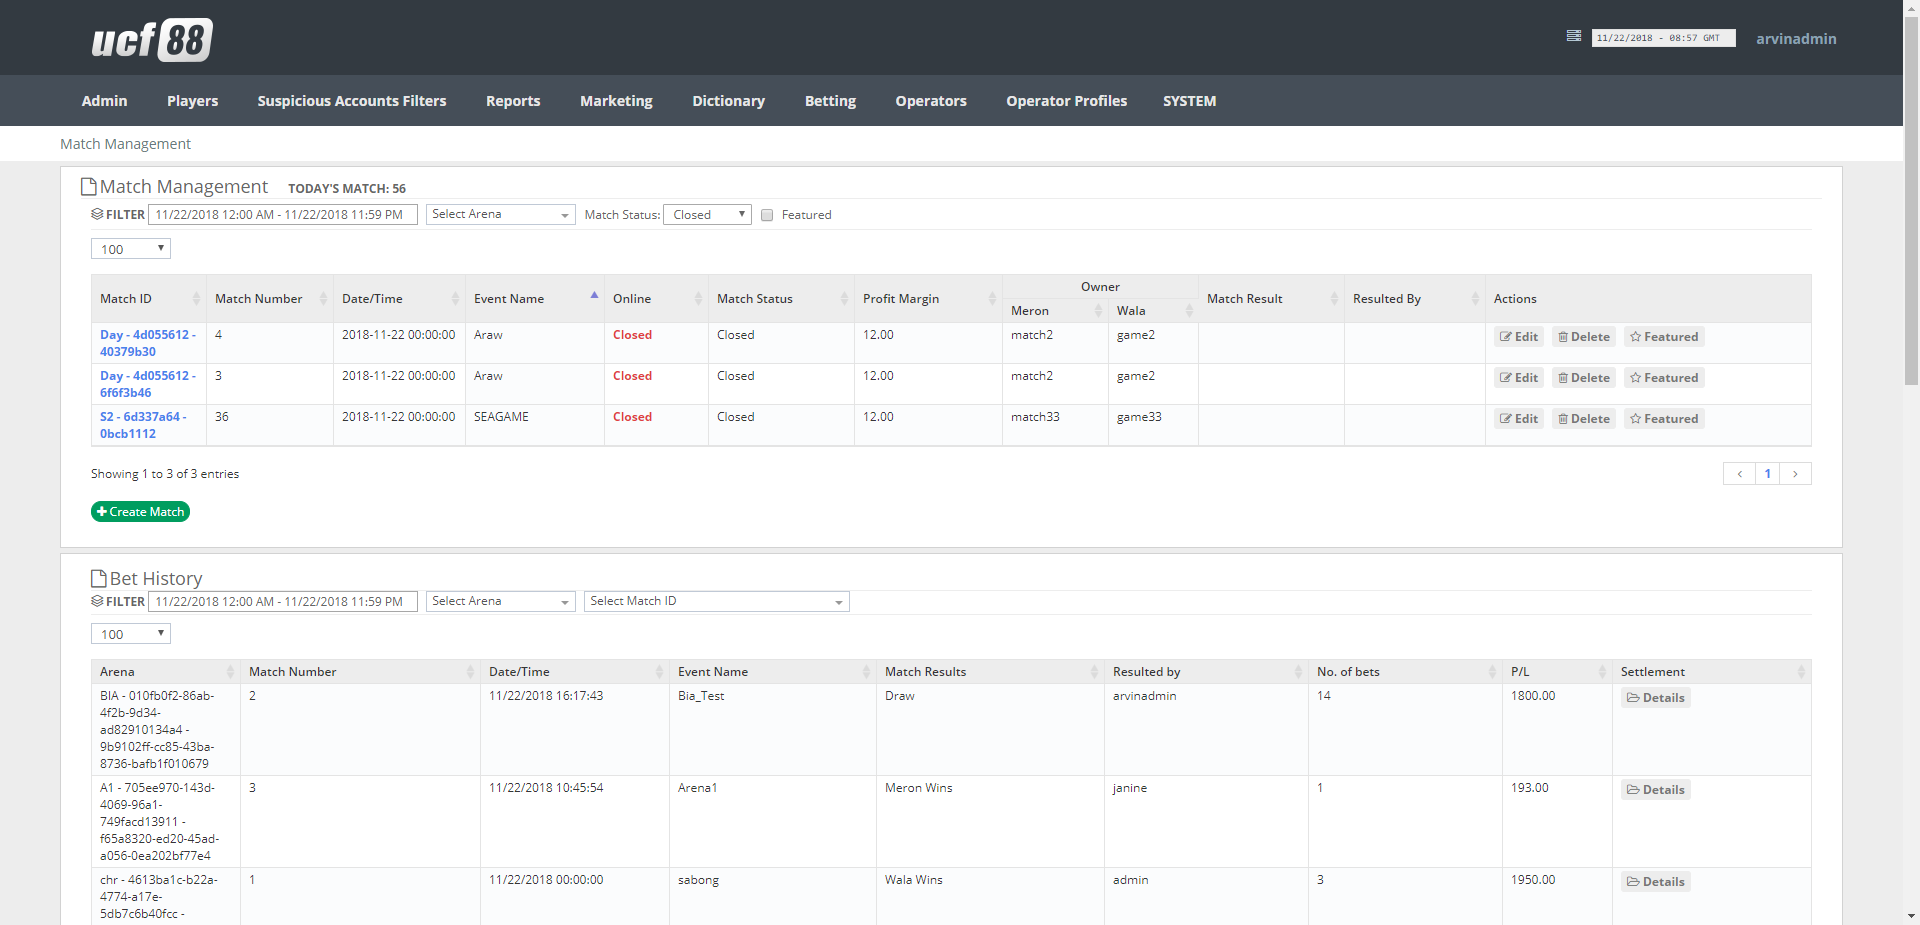 ucf 88
11/22/2018 - 08:57 GMT
arvinadmin
Admin Players Suspicious Accounts Filters Reports Marketing Dictionary Betting Operators Operator Profiles SYSTEM
Match Management
Match Management TODAY'S MATCH: 56
FILTER 11/22/2018 12:00 AM - 11/22/2018 11:59 PM Select Arena Match Status: Closed Featured
100
Match ID Match Number Date/Time Event Name Online Match Status Profit Margin Owner Match Result Resulted By Actions
Meron Wala
Day - 4d055612 - 4 2018-11-22 00:00:00 Araw Closed Closed 12.00 match2 game2 Edit Delete Featured
40379b30
Day - 4d055612 - 3 2018-11-22 00:00:00 Araw Closed Closed 12.00 match2 game2 Edit Delete Featured
6f6f3b46
S2 - 6d337a64 - 36 2018-11-22 00:00:00 SEAGAME Closed Closed 12.00 match33 game33 Edit Delete Featured
0bcb1112
Showing 1 to 3 of 3 entries
‹ 1 ›
Create Match
Bet History
FILTER 11/22/2018 12:00 AM - 11/22/2018 11:59 PM Select Arena Select Match ID
100
Arena Match Number Date/Time Event Name Match Results Resulted by No. of bets P/L Settlement
BIA - 010fb0f2-86ab- 2 11/22/2018 16:17:43 Bia_Test Draw arvinadmin 14 1800.00 Details
4f2b-9d34-
ad82910134a4 -
9b9102ff-cc85-43ba-
8736-bafb1f010679
A1 - 705ee970-143d- 3 11/22/2018 10:45:54 Arena1 Meron Wins janine 1 193.00 Details
4069-96a1-
749facd13911 -
f65a8320-ed20-45ad-
a056-0ea202bf77e4
chr - 4613ba1c-b22a- 1 11/22/2018 00:00:00 sabong Wala Wins admin 3 1950.00 Details
4774-a17e-
5db7c6b40fcc -